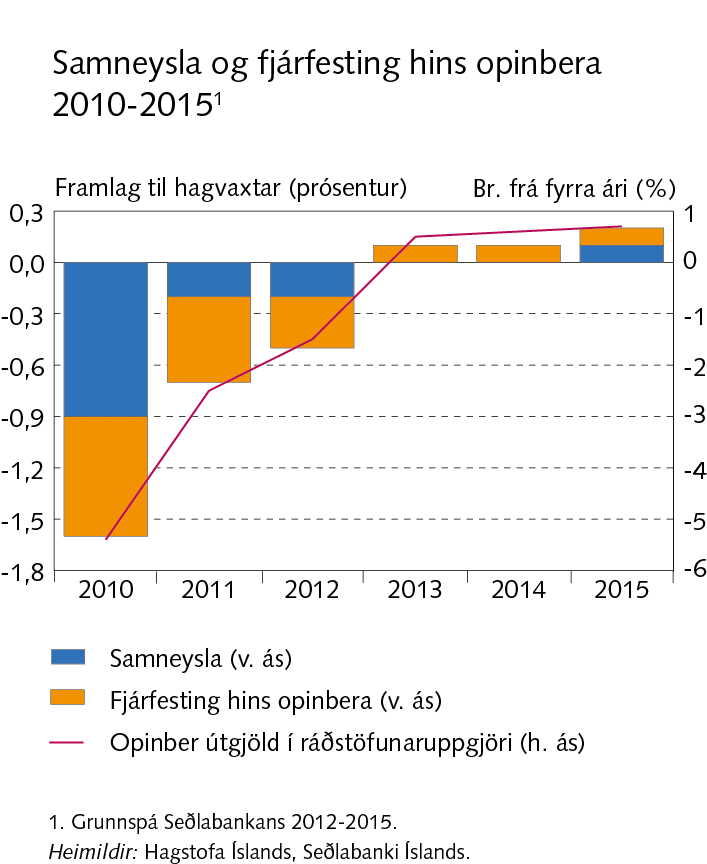 Samneysla og fjárfesting hins opinbera
2010-2015¹
Framlag til hagvaxtar (prósentur) Br. frá fyrra ári (%)
0,3 1
0,0 0
-0,3 -1
-0,6 -2
-0,9 -3
-1,2 -4
-1,5 -5
-1,8 -6
2010 2011 2012 2013 2014 2015
Samneysla (v. ás)
Fjárfesting hins opinbera (v. ás)
Opinber útgjöld í ráðstöfunaruppgjöri (h. ás)
1. Grunnspá Seðlabankans 2012-2015.
Heimildir: Hagstofa Íslands, Seðlabanki Íslands.